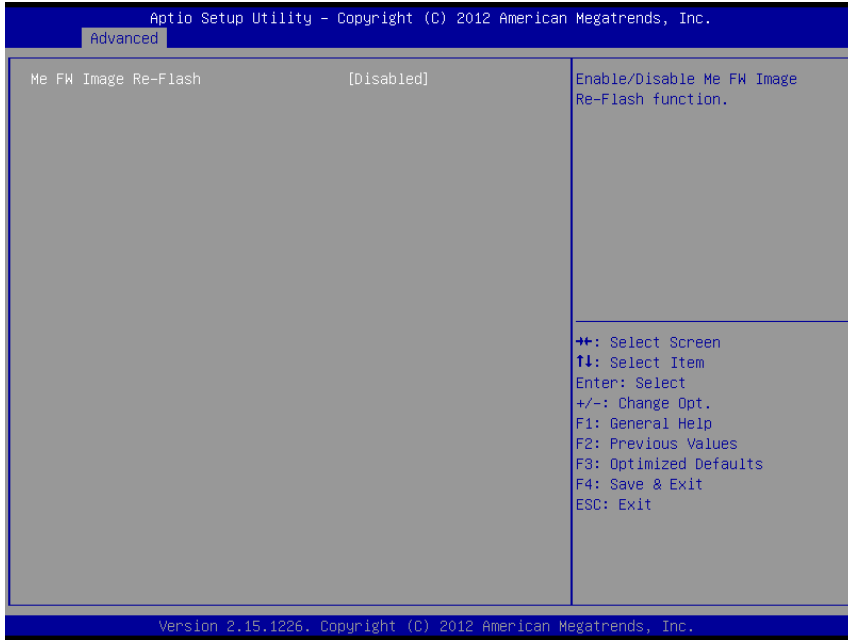 Aptio Setup Utility – Copyright (C) 2012 American Megatrends, Inc.
Advanced
Me FW Image Re-Flash [Disabled]
Enable/Disable Me FW Image
Re-Flash function.
→←: Select Screen
↑↓: Select Item
Enter: Select
+/-: Change Opt.
F1: General Help
F2: Previous Values
F3: Optimized Defaults
F4: Save & Exit
ESC: Exit
Version 2.15.1226. Copyright (C) 2012 American Megatrends, Inc.